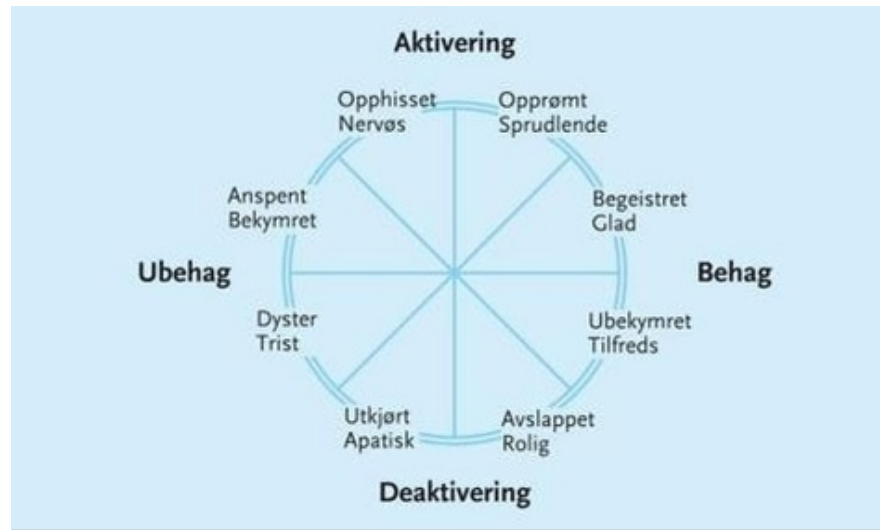 Aktivering
Opphisset
Nervøs
Opprømt
Sprudlende
Anspent
Bekymret
Begeistret
Glad
Ubehag
Behag
Dyster
Trist
Ubekymret
Tilfreds
Utkjørt
Apatisk
Avslappet
Rolig
Deaktivering